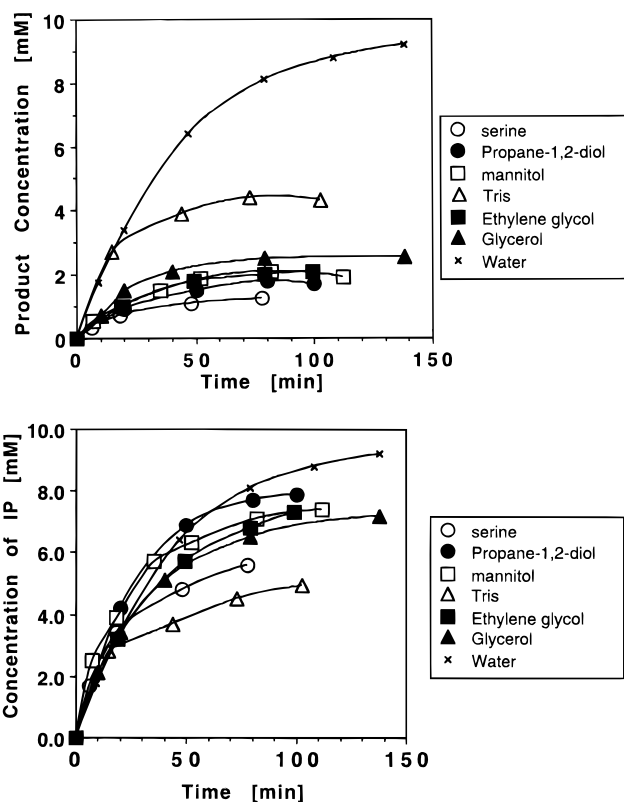 10
8
6
4
2
0
Product Concentration [mM]
0
50
100
150
Time [min]
serine
Propane-1,2-diol
mannitol
Tris
Ethylene glycol
Glycerol
Water
10.0
8.0
6.0
4.0
2.0
0.0
Concentration of IP [mM]
0
50
100
150
Time [min]
serine
Propane-1,2-diol
mannitol
Tris
Ethylene glycol
Glycerol
Water